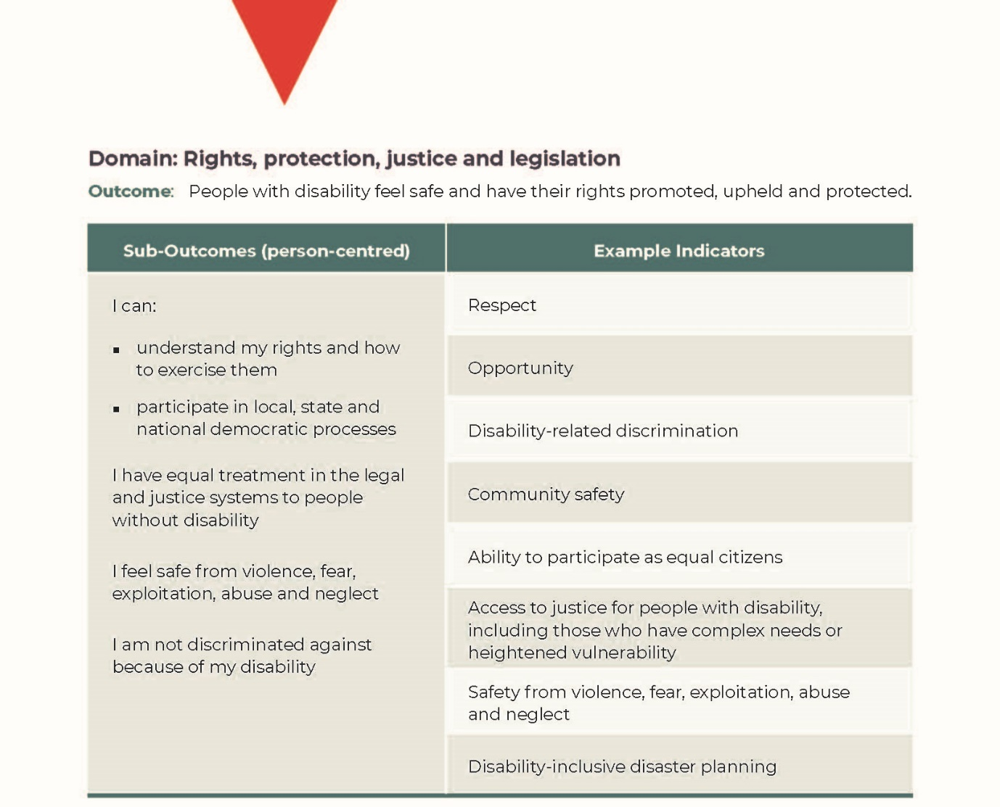 Domain: Rights, protection, justice and legislation
Outcome: People with disability feel safe and have their rights promoted, upheld and protected.
Sub-Outcomes (person-centred)
Example Indicators
I can:
▪ understand my rights and how
to exercise them
▪ participate in local, state and
national democratic processes
I have equal treatment in the legal
and justice systems to people
without disability
I feel safe from violence, fear,
exploitation, abuse and neglect
I am not discriminated against
because of my disability
Respect
Opportunity
Disability-related discrimination
Community safety
Ability to participate as equal citizens
Access to justice for people with disability,
including those who have complex needs or
heightened vulnerability
Safety from violence, fear, exploitation, abuse
and neglect
Disability-inclusive disaster planning